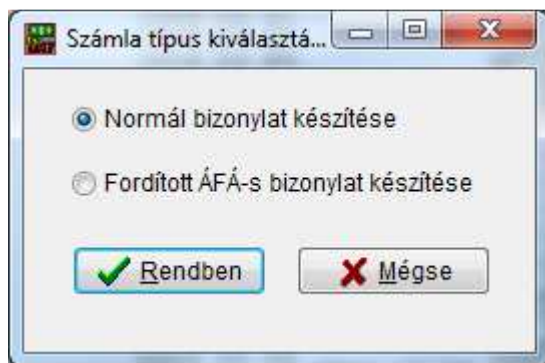 Számla típus kiválasztá...
Normál bizonylat készítése
Fordított ÁFÁ-s bizonylat készítése
Rendben
Mégse